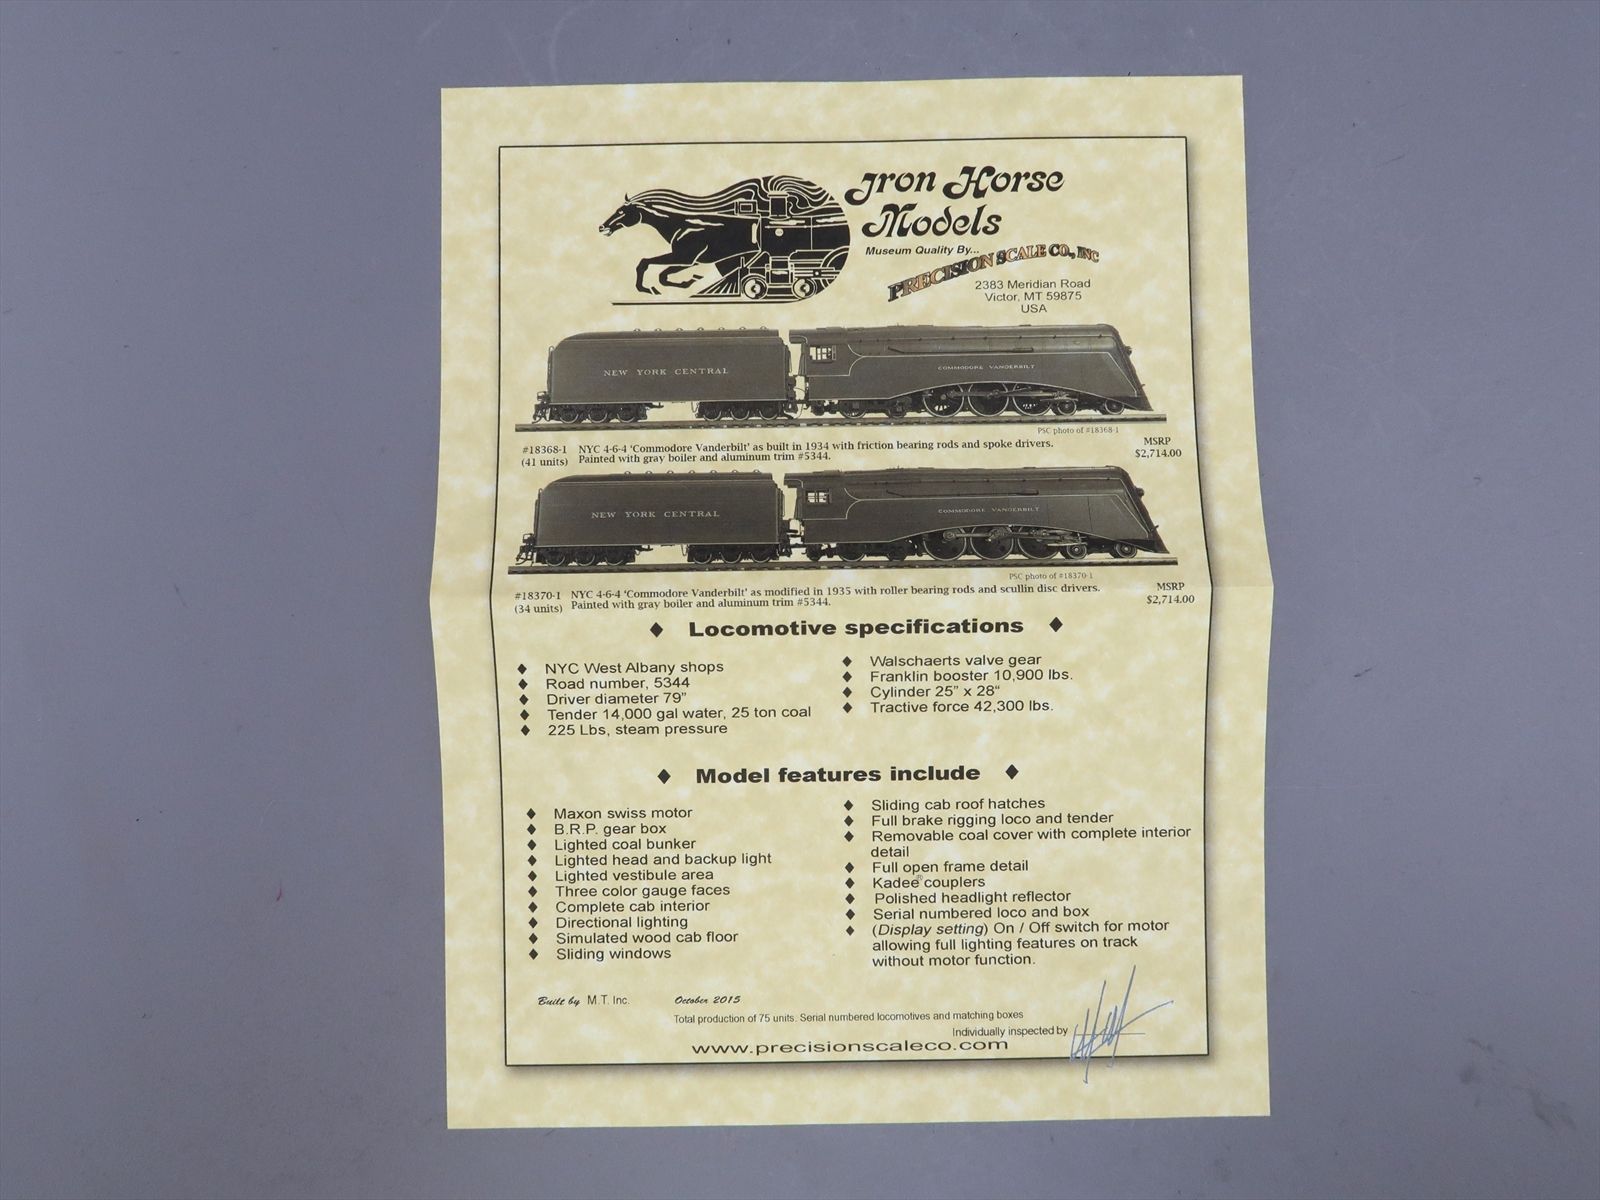 Iron Horse
Models
Museum Quality By...
PRECISION SCALE CO., INC
2383 Meridian Road
Victor, MT 59875
USA
NEW YORK CENTRAL
COMMODORE VANDERBILT
PSC photo of #18368-1
#18368-1 NYC 4-6-4 'Commodore Vanderbilt' as built in 1934 with friction bearing rods and spoke drivers.
(41 units) Painted with gray boiler and aluminum trim #5344.
MSRP
$2,714.00
NEW YORK CENTRAL
COMMODORE VANDERBILT
PSC photo of #18370-1
#18370-1 NYC 4-6-4 'Commodore Vanderbilt' as modified in 1935 with roller bearing rods and scullin disc drivers.
(34 units) Painted with gray boiler and aluminum trim #5344.
MSRP
$2,714.00
♦ Locomotive specifications ♦
♦ NYC West Albany shops
♦ Road number, 5344
♦ Driver diameter 79"
♦ Tender 14,000 gal water, 25 ton coal
♦ 225 Lbs, steam pressure
♦ Walschaerts valve gear
♦ Franklin booster 10,900 lbs.
♦ Cylinder 25" x 28"
♦ Tractive force 42,300 lbs.
♦ Model features include ♦
♦ Maxon swiss motor
♦ B.R.P. gear box
♦ Lighted coal bunker
♦ Lighted head and backup light
♦ Lighted vestibule area
♦ Three color gauge faces
♦ Complete cab interior
♦ Directional lighting
♦ Simulated wood cab floor
♦ Sliding windows
♦ Sliding cab roof hatches
♦ Full brake rigging loco and tender
♦ Removable coal cover with complete interior
detail
♦ Full open frame detail
♦ Kadee® couplers
♦ Polished headlight reflector
♦ Serial numbered loco and box
♦ (Display setting) On / Off switch for motor
allowing full lighting features on track
without motor function.
Built by M.T. Inc. October 2015
Total production of 75 units. Serial numbered locomotives and matching boxes
Individually inspected by
www.precisionscaleco.com